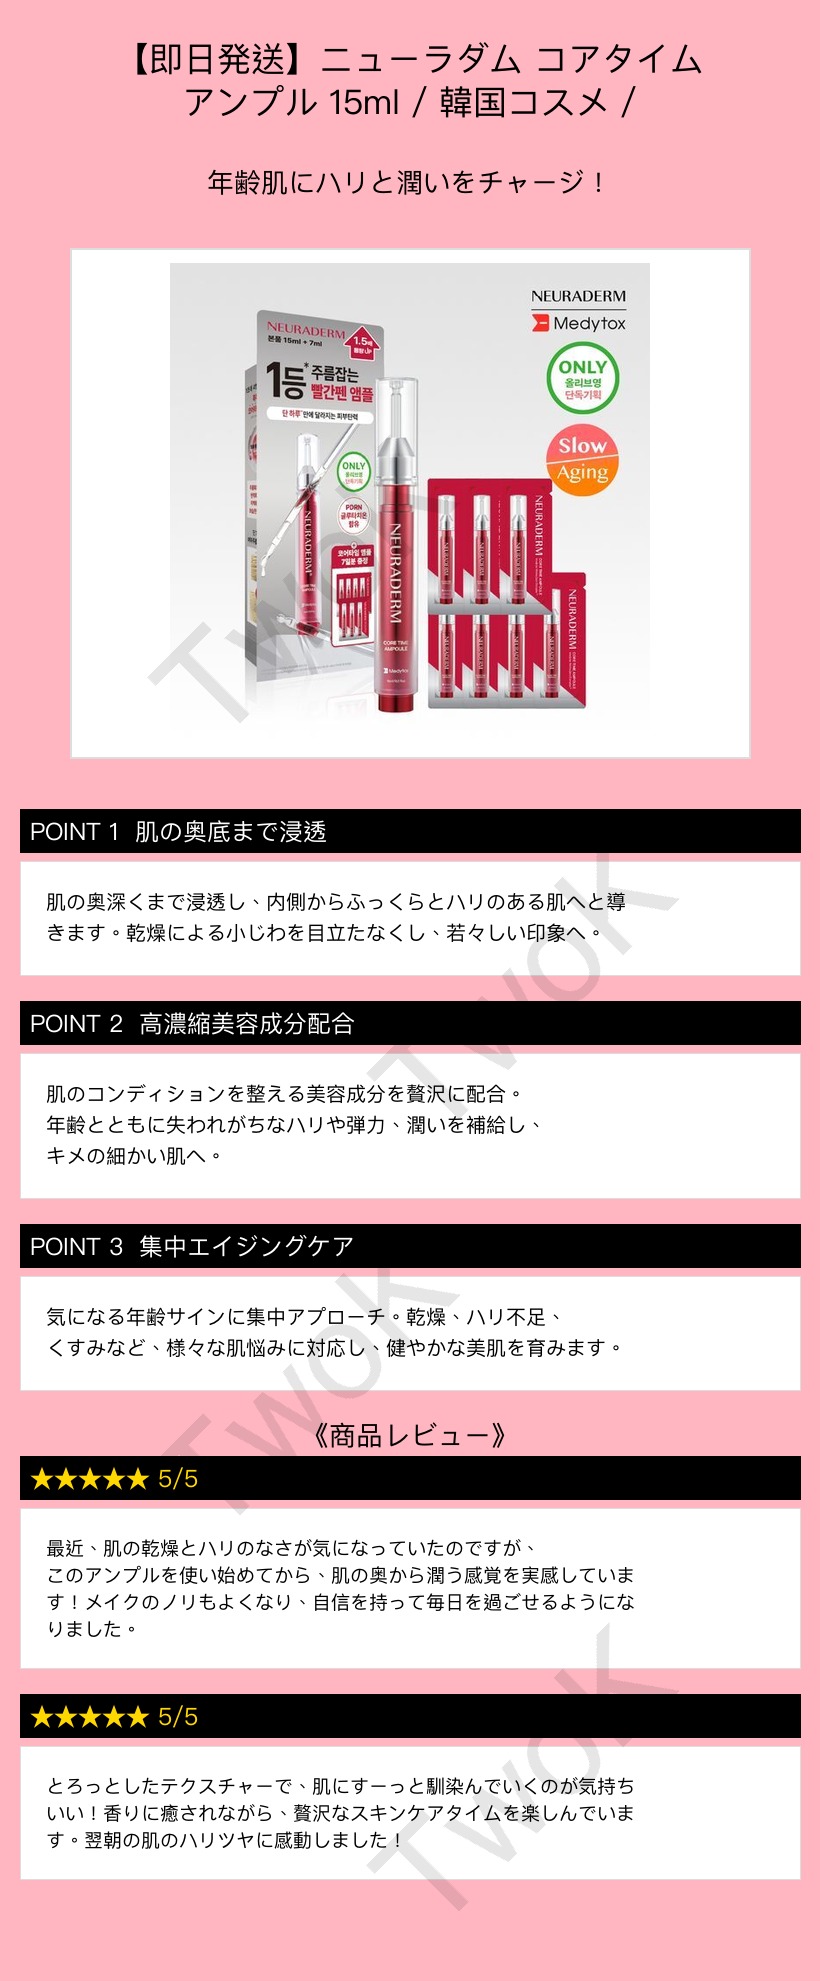 【即日発送】ニューラダム コアタイム
アンプル 15ml / 韓国コスメ /
年齢肌にハリと潤いをチャージ！
NEURADERM
Medytox
ONLY
올리브영
단독기획
Slow
Aging
NEURADERM
본품 15ml + 7ml
1.5배
용량 UP
1등*
주름잡는
빨간펜 앰플
단 하루*만에 달라지는 피부탄력
ONLY
올리브영
단독기획
PDRN
글루타치온
함유
코어타임 앰플
7일분 증정
NEURADERM
NEURADERM
CORETIME
AMPOULE
Medytox
NEURADERM
NEURADERM
POINT 1 肌の奥底まで浸透
肌の奥深くまで浸透し、内側からふっくらとハリのある肌へと導
きます。乾燥による小じわを目立たなくし、若々しい印象へ。
POINT 2 高濃縮美容成分配合
肌のコンディションを整える美容成分を贅沢に配合。
年齢とともに失われがちなハリや弾力、潤いを補給し、
キメの細かい肌へ。
POINT 3 集中エイジングケア
気になる年齢サインに集中アプローチ。乾燥、ハリ不足、
くすみなど、様々な肌悩みに対応し、健やかな美肌を育みます。
《商品レビュー》
★★★★★ 5/5
最近、肌の乾燥とハリのなさが気になっていたのですが、
このアンプルを使い始めてから、肌の奥から潤う感覚を実感していま
す！メイクのノリもよくなり、自信を持って毎日を過ごせるようにな
りました。
★★★★★ 5/5
とろっとしたテクスチャーで、肌にすーっと馴染んでいくのが気持ち
いい！香りに癒されながら、贅沢なスキンケアタイムを楽しんでいま
す。翌朝の肌のハリツヤに感動しました！
TwoK
TwoK
TwoK
TwoK